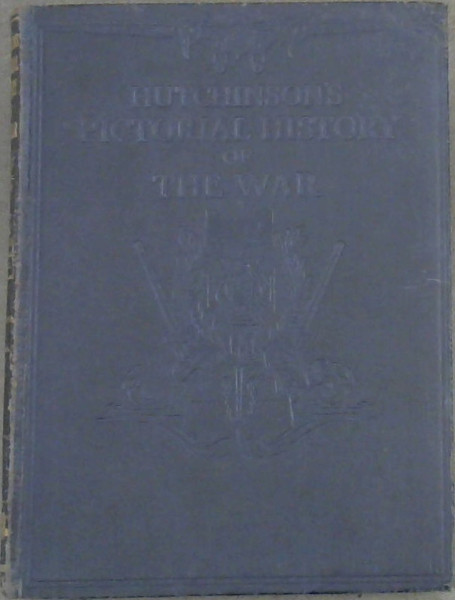 HUTCHINSON'S
PICTORIAL HISTORY
OF
THE WAR